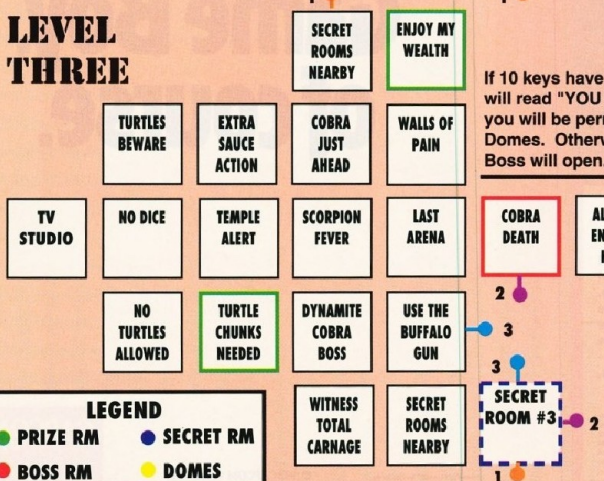 LEVEL
THREE
SECRET
ROOMS
NEARBY
ENJOY MY
WEALTH
If 10 keys have
will read "YOU
you will be perm
Domes. Otherw
Boss will open.
TURTLES
BEWARE
EXTRA
SAUCE
ACTION
COBRA
JUST
AHEAD
WALLS OF
PAIN
TV
STUDIO
NO DICE
TEMPLE
ALERT
SCORPION
FEVER
LAST
ARENA
COBRA
DEATH
2
NO
TURTLES
ALLOWED
TURTLE
CHUNKS
NEEDED
DYNAMITE
COBRA
BOSS
USE THE
BUFFALO
GUN
3
3
WITNESS
TOTAL
CARNAGE
SECRET
ROOMS
NEARBY
SECRET
ROOM #3
2
1
LEGEND
PRIZE RM
SECRET RM
BOSS RM
DOMES